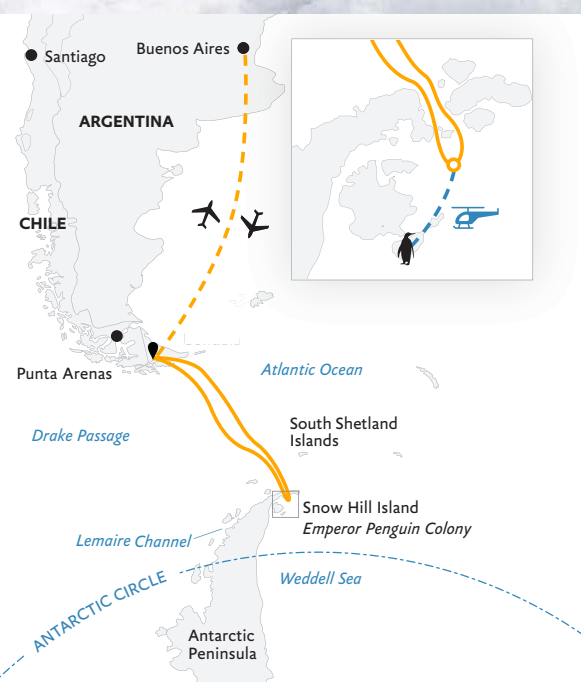 Buenos Aires
Santiago
ARGENTINA
CHILE
Punta Arenas
Atlantic Ocean
South Shetland
Islands
Drake Passage
Snow Hill Island
Emperor Penguin Colony
Lemaire Channel
ANTARCTIC CIRCLE
Weddell Sea
Antarctic
Peninsula